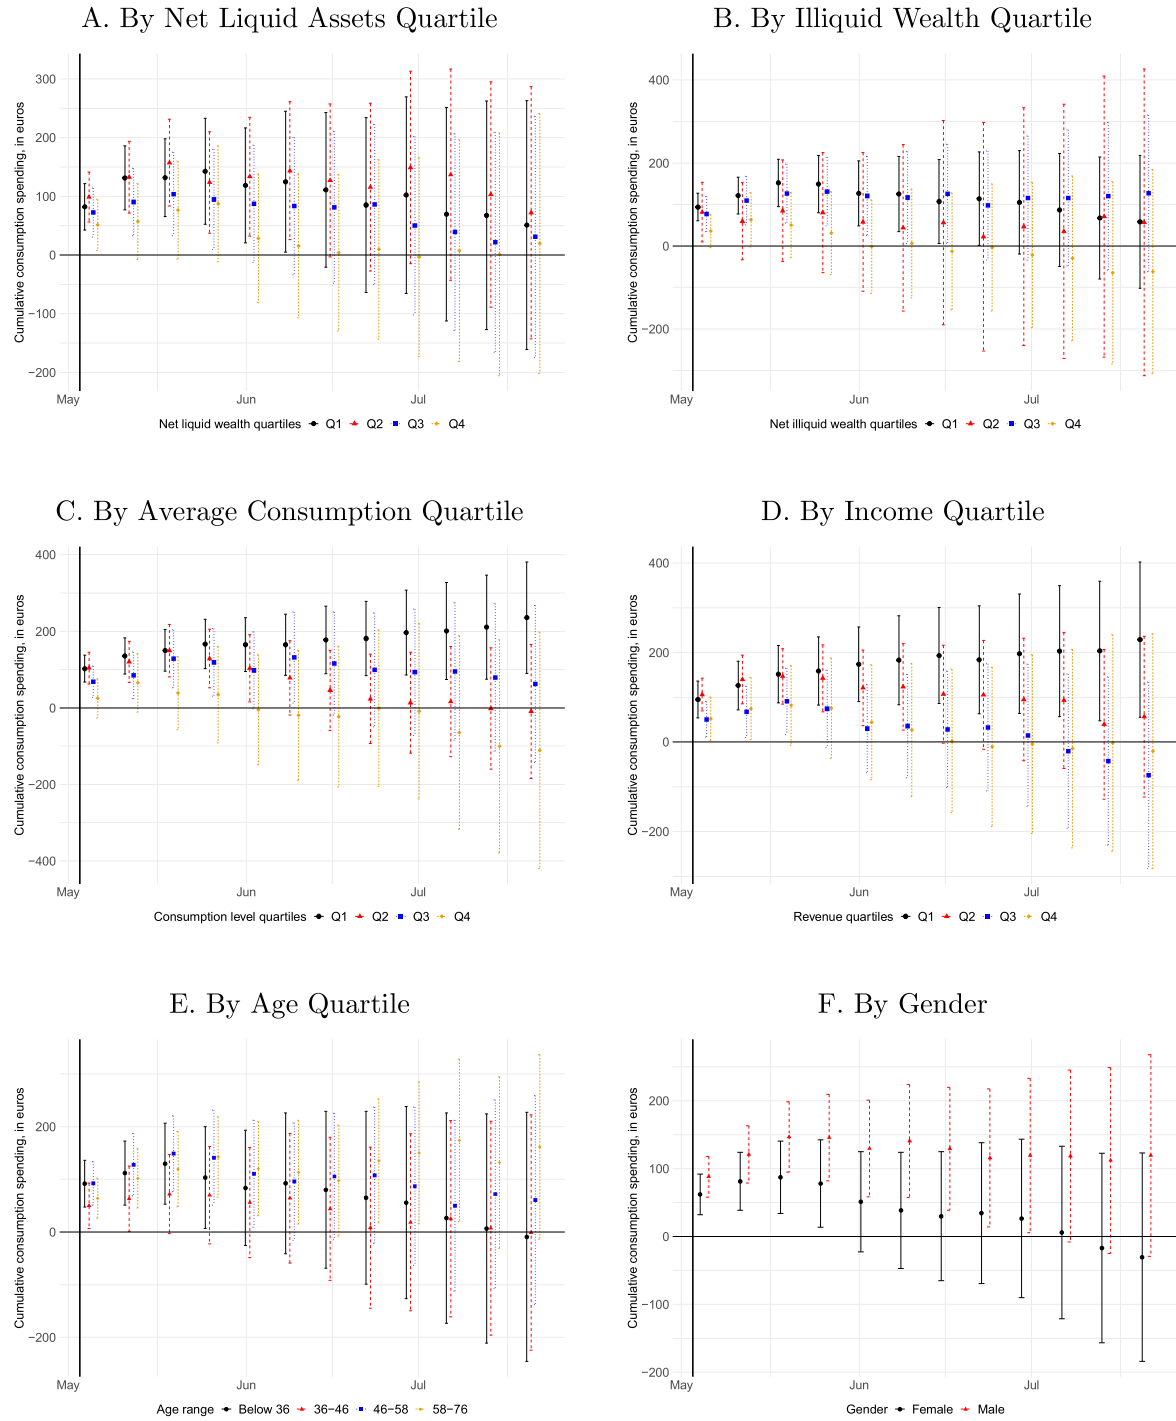 A. By Net Liquid Assets Quartile
Cumulative consumption spending, in euros
300
200
100
0
−100
−200
May
Jun
Jul
Net liquid wealth quartiles Q1 Q2 Q3 Q4
B. By Illiquid Wealth Quartile
Cumulative consumption spending, in euros
400
200
0
−200
May
Jun
Jul
Net illiquid wealth quartiles Q1 Q2 Q3 Q4
C. By Average Consumption Quartile
Cumulative consumption spending, in euros
400
200
0
−200
−400
May
Jun
Jul
Consumption level quartiles Q1 Q2 Q3 Q4
D. By Income Quartile
Cumulative consumption spending, in euros
400
200
0
−200
May
Jun
Jul
Revenue quartiles Q1 Q2 Q3 Q4
E. By Age Quartile
Cumulative consumption spending, in euros
200
0
−200
May
Jun
Jul
Age range Below 36 36−46 46−58 58−76
F. By Gender
Cumulative consumption spending, in euros
200
100
0
−100
−200
May
Jun
Jul
Gender Female Male